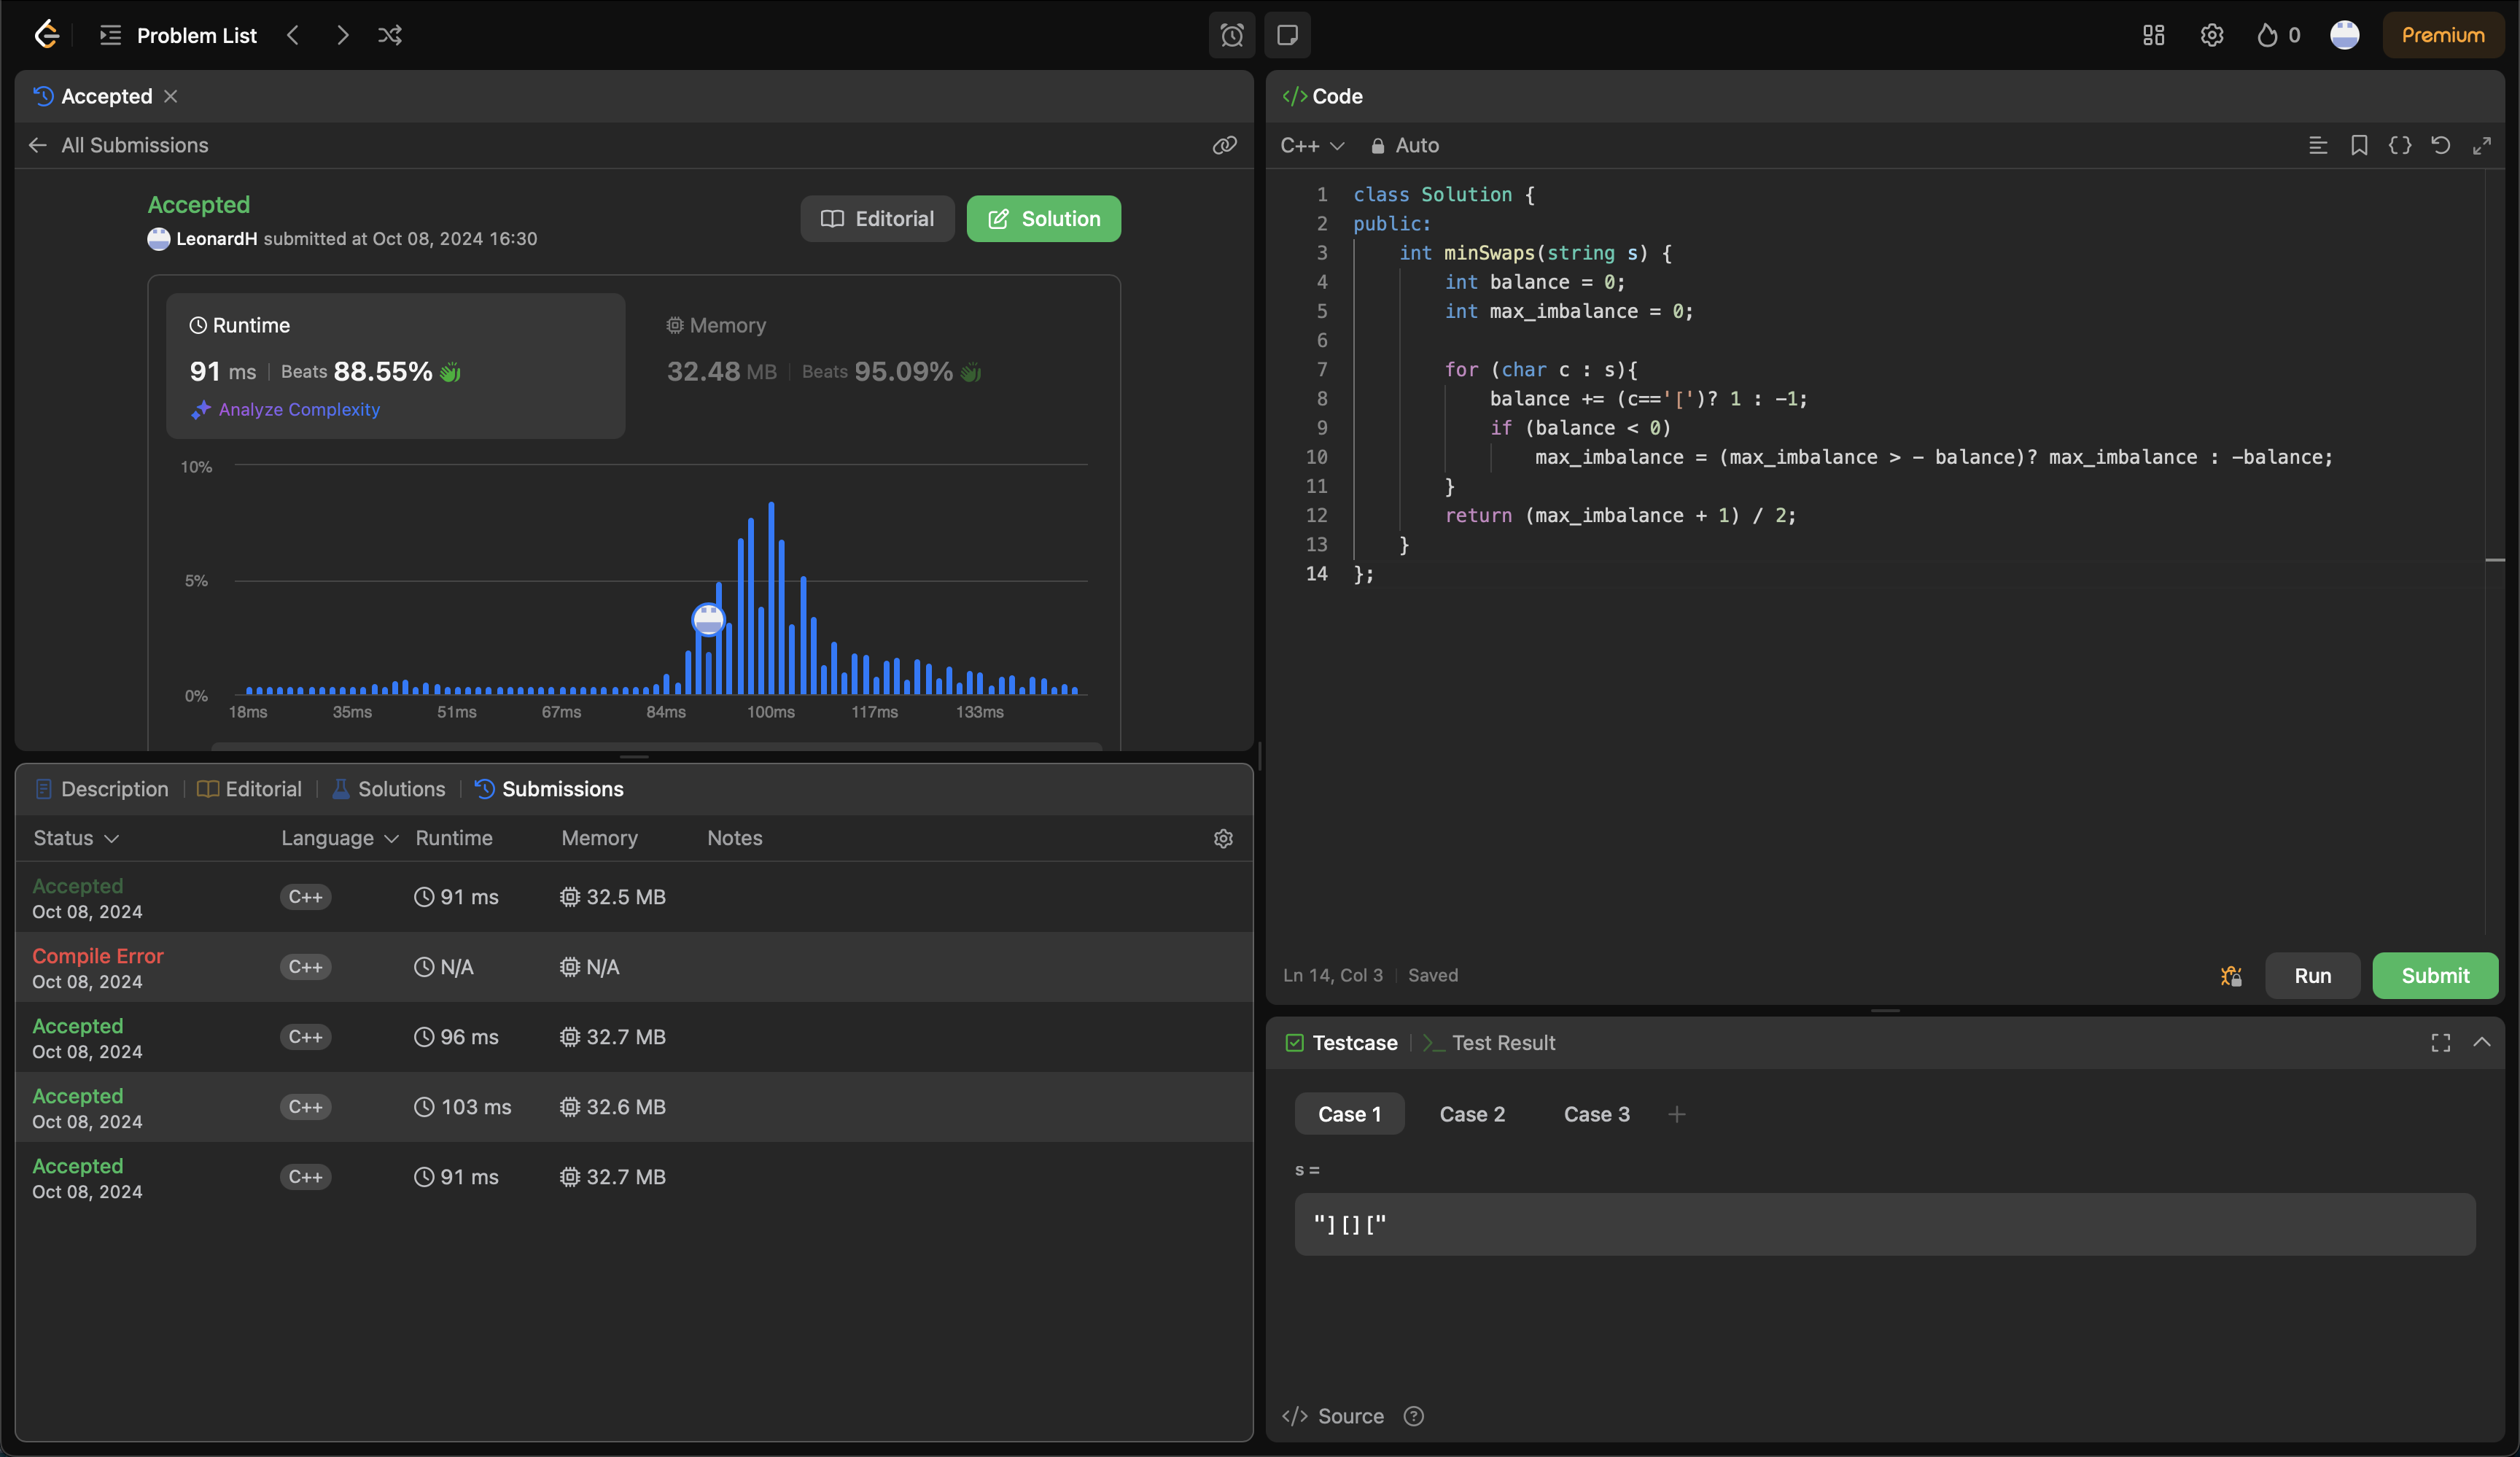 Problem List
0
Premium
Accepted
All Submissions
Accepted
LeonardH submitted at Oct 08, 2024 16:30
Editorial
Solution
Runtime
91 ms | Beats 88.55%
Analyze Complexity
Memory
32.48 MB | Beats 95.09%
10%
5%
0%
18ms 35ms 51ms 67ms 84ms 100ms 117ms 133ms
Description | Editorial | Solutions | Submissions
Status Language Runtime Memory Notes
Accepted
Oct 08, 2024
C++ 91 ms 32.5 MB
Compile Error
Oct 08, 2024
C++ N/A N/A
Accepted
Oct 08, 2024
C++ 96 ms 32.7 MB
Accepted
Oct 08, 2024
C++ 103 ms 32.6 MB
Accepted
Oct 08, 2024
C++ 91 ms 32.7 MB
</> Code
C++ Auto
1 class Solution {
2 public:
3     int minSwaps(string s) {
4         int balance = 0;
5         int max_imbalance = 0;
6
7         for (char c : s){
8             balance += (c=='[')? 1 : -1;
9             if (balance < 0)
10                 max_imbalance = (max_imbalance > - balance)? max_imbalance : -balance;
11         }
12         return (max_imbalance + 1) / 2;
13     }
14 };
Ln 14, Col 3 | Saved
Run
Submit
Testcase | >_ Test Result
Case 1 Case 2 Case 3 +
s =
"][]["
</> Source ?